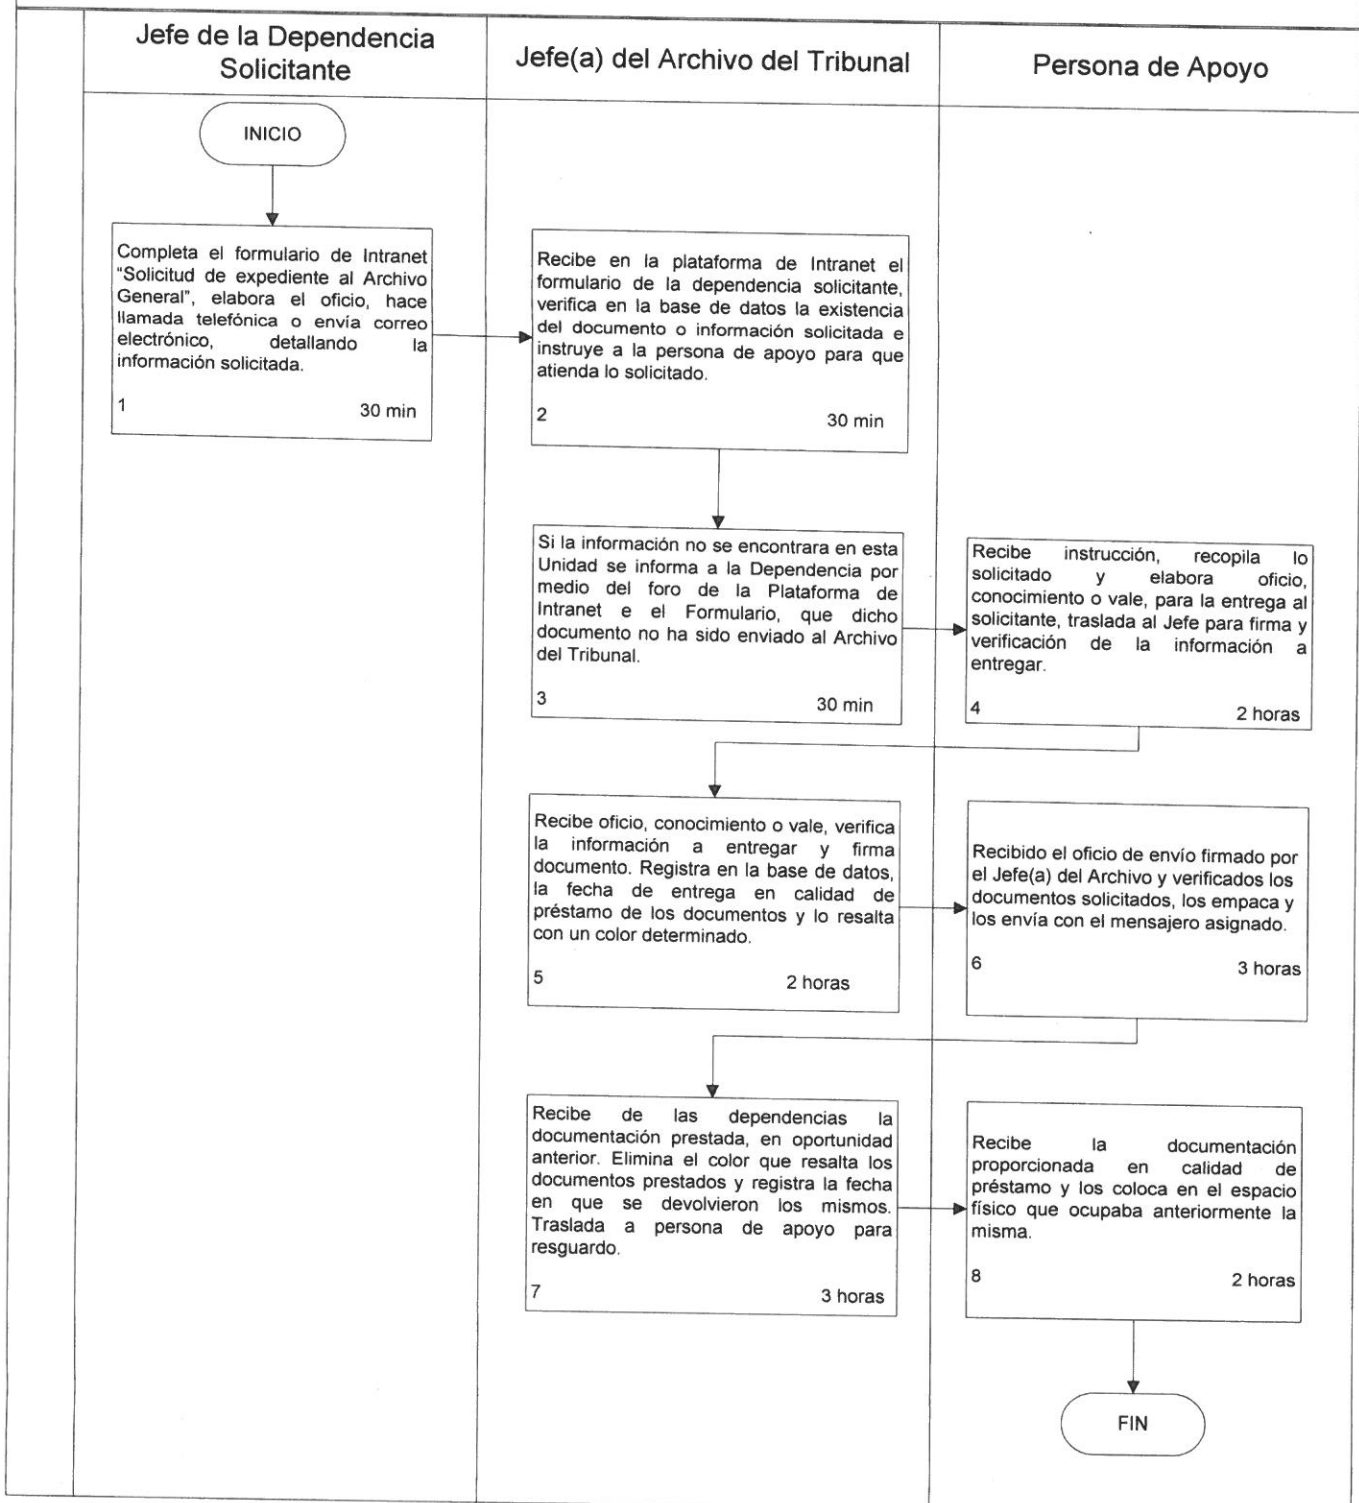 Jefe de la Dependencia
Solicitante
Jefe(a) del Archivo del Tribunal
Persona de Apoyo
INICIO
Completa el formulario de Intranet
"Solicitud de expediente al Archivo
General", elabora el oficio, hace
llamada telefónica o envía correo
electrónico, detallando la
información solicitada.
1 30 min
Recibe en la plataforma de Intranet el
formulario de la dependencia solicitante,
verifica en la base de datos la existencia
del documento o información solicitada e
instruye a la persona de apoyo para que
atienda lo solicitado.
2 30 min
Si la información no se encontrara en esta
Unidad se informa a la Dependencia por
medio del foro de la Plataforma de
Intranet e el Formulario, que dicho
documento no ha sido enviado al Archivo
del Tribunal.
3 30 min
Recibe instrucción, recopila lo
solicitado y elabora oficio,
conocimiento o vale, para la entrega al
solicitante, traslada al Jefe para firma y
verificación de la información a
entregar.
4 2 horas
Recibe oficio, conocimiento o vale, verifica
la información a entregar y firma
documento. Registra en la base de datos,
la fecha de entrega en calidad de
préstamo de los documentos y lo resalta
con un color determinado.
5 2 horas
Recibido el oficio de envío firmado por
el Jefe(a) del Archivo y verificados los
documentos solicitados, los empaca y
los envía con el mensajero asignado.
6 3 horas
Recibe de las dependencias la
documentación prestada, en oportunidad
anterior. Elimina el color que resalta los
documentos prestados y registra la fecha
en que se devolvieron los mismos.
Traslada a persona de apoyo para
resguardo.
7 3 horas
Recibe la documentación
proporcionada en calidad de
préstamo y los coloca en el espacio
físico que ocupaba anteriormente la
misma.
8 2 horas
FIN